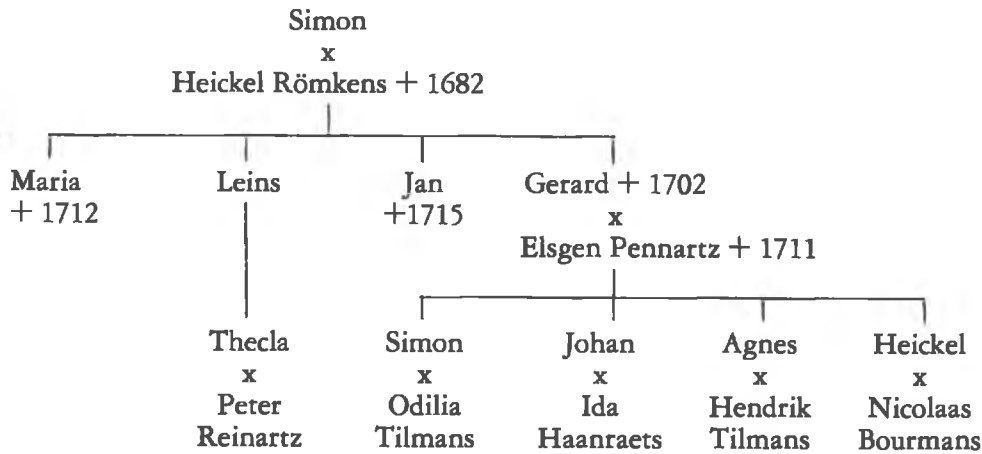 Simon
x
Heickel Römkens + 1682
Maria Leins Jan Gerard + 1702
+ 1712 +1715 x
Elsgen Pennartz + 1711
Thecla Simon Johan Agnes Heickel
x x x x x
Peter Odilia Ida Hendrik Nicolaas
Reinartz Tilmans Haanraets Tilmans Bourmans